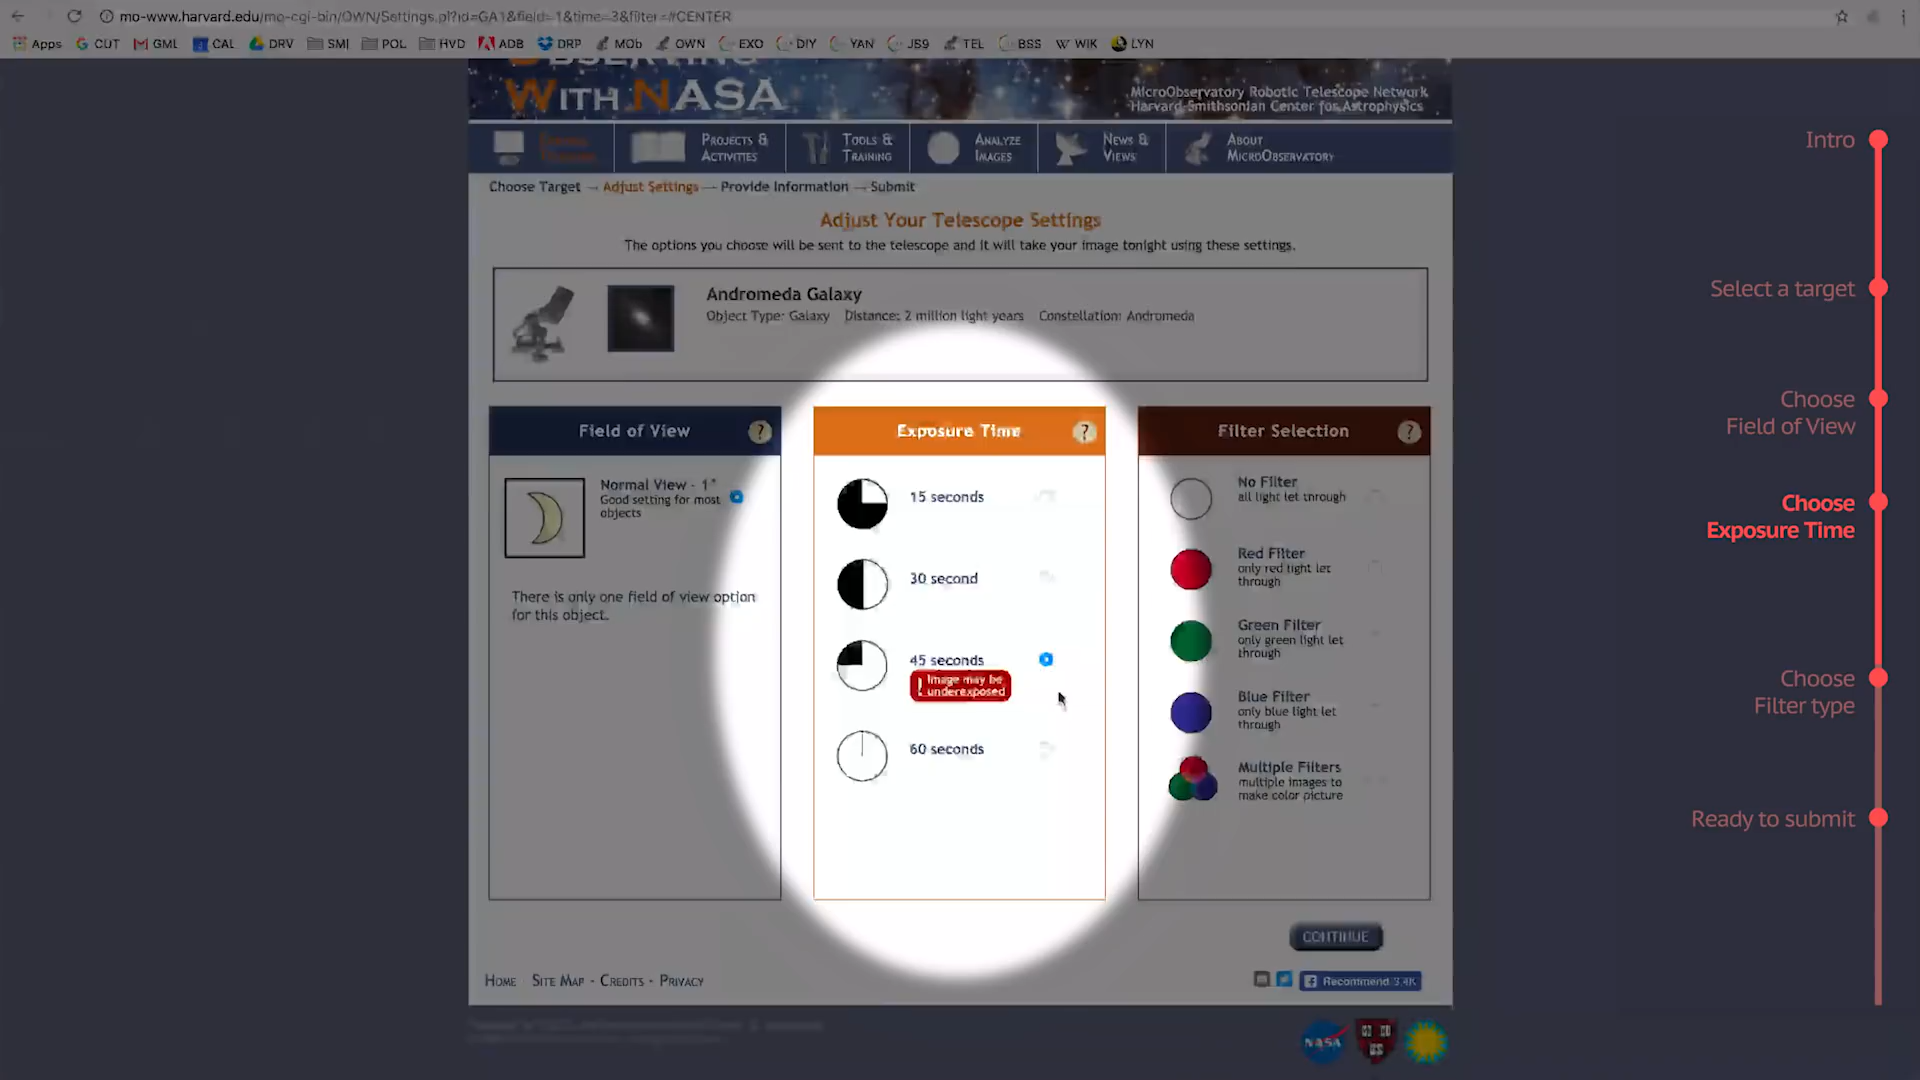 mo-www.harvard.edu/mo-cgi-bin/OWN/Settings.pl?id=GA1&field=1&time=3&filter=#CENTER
Apps CUT GML CAL DRV SMI POL HVD ADB DRP MOb OWN EXO DIY YAN JS9 TEL BSS WIK LYN
OBSERVING
WITH NASA
MicroObservatory Robotic Telescope Network
Harvard-Smithsonian Center for Astrophysics
PROJECTS & ACTIVITIES
TOOLS & TRAINING
ANALYZE IMAGES
NEWS & VIEWS
ABOUT MICROOBSERVATORY
Choose Target → Adjust Settings → Provide Information → Submit
Adjust Your Telescope Settings
The options you choose will be sent to the telescope and it will take your image tonight using these settings.
Andromeda Galaxy
Object Type: Galaxy Distance: 2 million light years Constellation: Andromeda
Field of View ?
Normal View - 1°
Good setting for most
objects
There is only one field of view option
for this object.
Exposure Time ?
15 seconds
30 second
45 seconds
! Image may be
underexposed
60 seconds
Filter Selection ?
No Filter
all light let through
Red Filter
only red light let
through
Green Filter
only green light let
through
Blue Filter
only blue light let
through
Multiple Filters
multiple images to
make color picture
CONTINUE
HOME SITE MAP - CREDITS - PRIVACY
Recommend 3.4K
NASA
Intro
Select a target
Choose
Field of View
Choose
Exposure Time
Choose
Filter type
Ready to submit